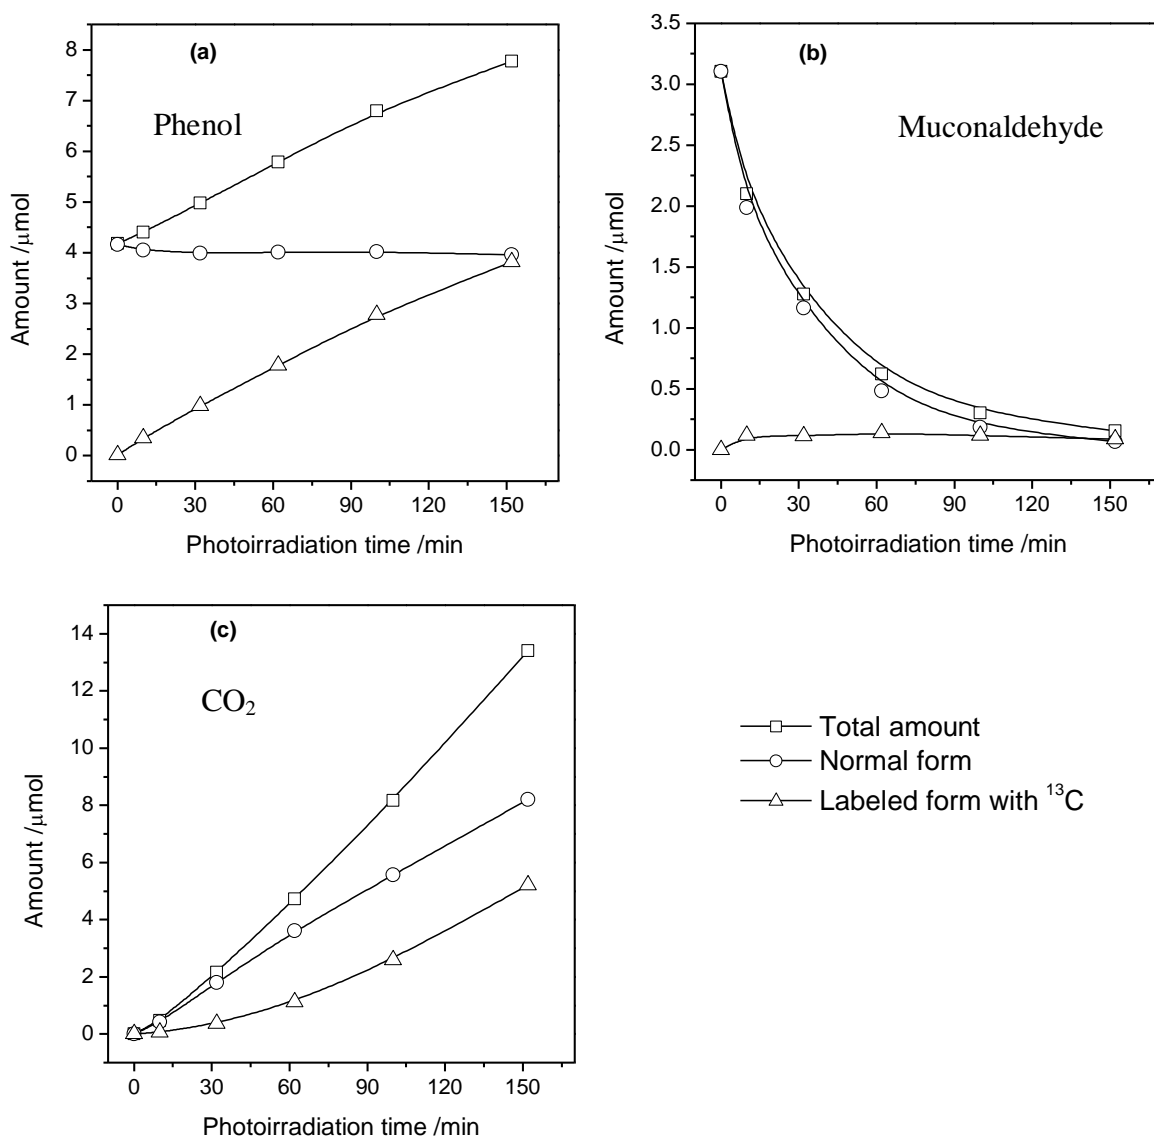 (a)
Phenol
Amount /μmol
8
7
6
5
4
3
2
1
0
0 30 60 90 120 150
Photoirradiation time /min
(b)
Muconaldehyde
Amount /μmol
3.5
3.0
2.5
2.0
1.5
1.0
0.5
0.0
0 30 60 90 120 150
Photoirradiation time /min
(c)
CO₂
Amount /μmol
14
12
10
8
6
4
2
0
0 30 60 90 120 150
Photoirradiation time /min
Total amount
Normal form
Labeled form with ¹³C